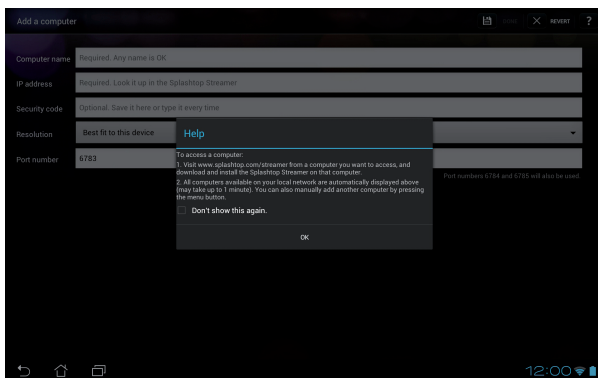 Add a computer
DONE
REVERT
?
Computer name
Required. Any name is OK
IP address
Required. Look it up in the Splashtop Streamer
Security code
Optional. Save it here or type it every time
Resolution
Best fit to this device
Port number
6783
Port numbers 6784 and 6785 will also be used.
Help
To access a computer:
1. Visit www.splashtop.com/streamer from a computer you want to access, and
download and install the Splashtop Streamer on that computer.
2. All computers available on your local network are automatically displayed above
(may take up to 1 minute). You can also manually add another computer by pressing
the menu button.
Don't show this again.
OK
12:00